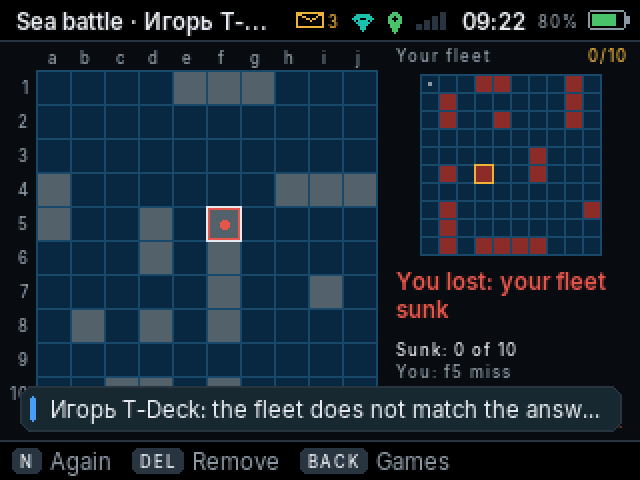 Sea battle · Игорь T-... 3 09:22 80%
a b c d e f g h i j
Your fleet 0/10
1
2
3
4
5
6
7
8
9
10
You lost: your fleet
sunk
Sunk: 0 of 10
You: f5 miss
Игорь T-Deck: the fleet does not match the answ...
N Again DEL Remove BACK Games